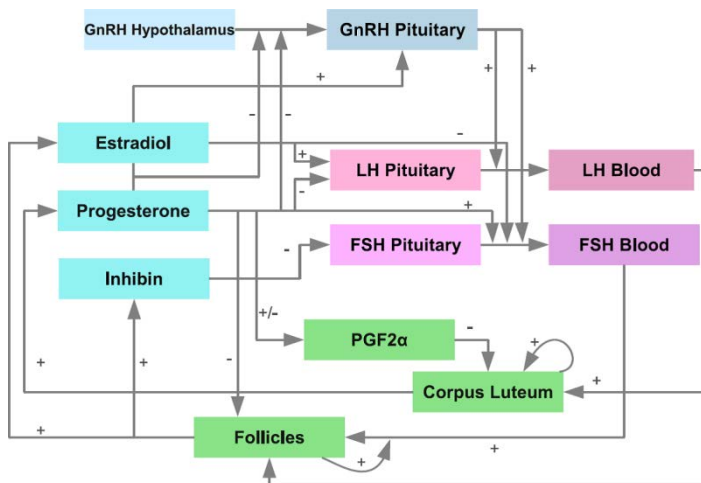 GnRH Hypothalamus
GnRH Pituitary
+
+
+
-
-
Estradiol
-
+
LH Pituitary
LH Blood
-
Progesterone
+
FSH Pituitary
FSH Blood
-
Inhibin
+/-
PGF2α
-
+
+
+
-
Corpus Luteum
+
+
Follicles
+
+